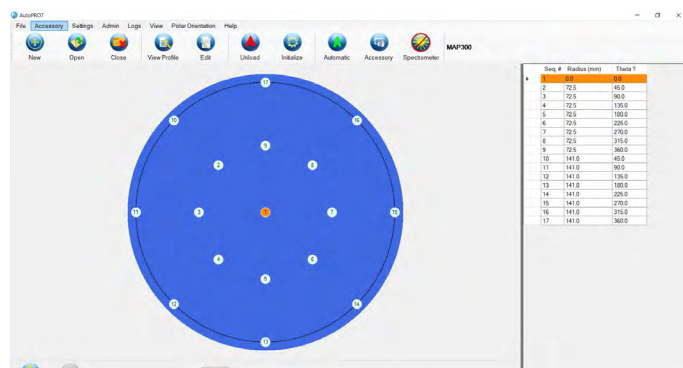 AutoPRO7
File Accessory Settings Admin Logs View Polar Orientation Help
New Open Close View Profile Edit Unload Initialize Automatic Accessory Spectrometer MAP300
Seq. # Radius (mm) Theta ?
1 0.0 0.0
2 72.5 45.0
3 72.5 90.0
4 72.5 135.0
5 72.5 180.0
6 72.5 225.0
7 72.5 270.0
8 72.5 315.0
9 72.5 360.0
10 141.0 45.0
11 141.0 90.0
12 141.0 135.0
13 141.0 180.0
14 141.0 225.0
15 141.0 270.0
16 141.0 315.0
17 141.0 360.0
17
10 16
9
2 8
11 3 1 7 15
4 6
5
12 14
13